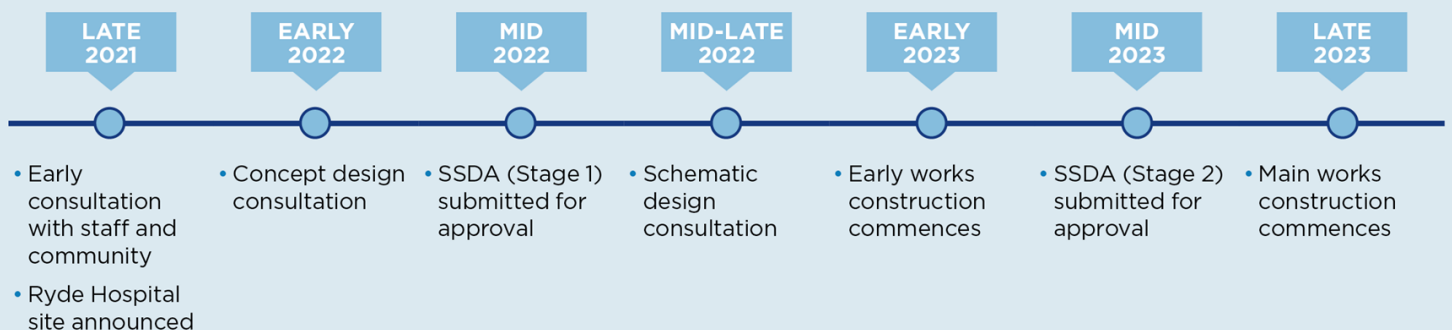 LATE
2021
EARLY
2022
MID
2022
MID-LATE
2022
EARLY
2023
MID
2023
LATE
2023
• Early
consultation
with staff and
community
• Ryde Hospital
site announced
• Concept design
consultation
• SSDA (Stage 1)
submitted for
approval
• Schematic
design
consultation
• Early works
construction
commences
• SSDA (Stage 2)
submitted for
approval
• Main works
construction
commences